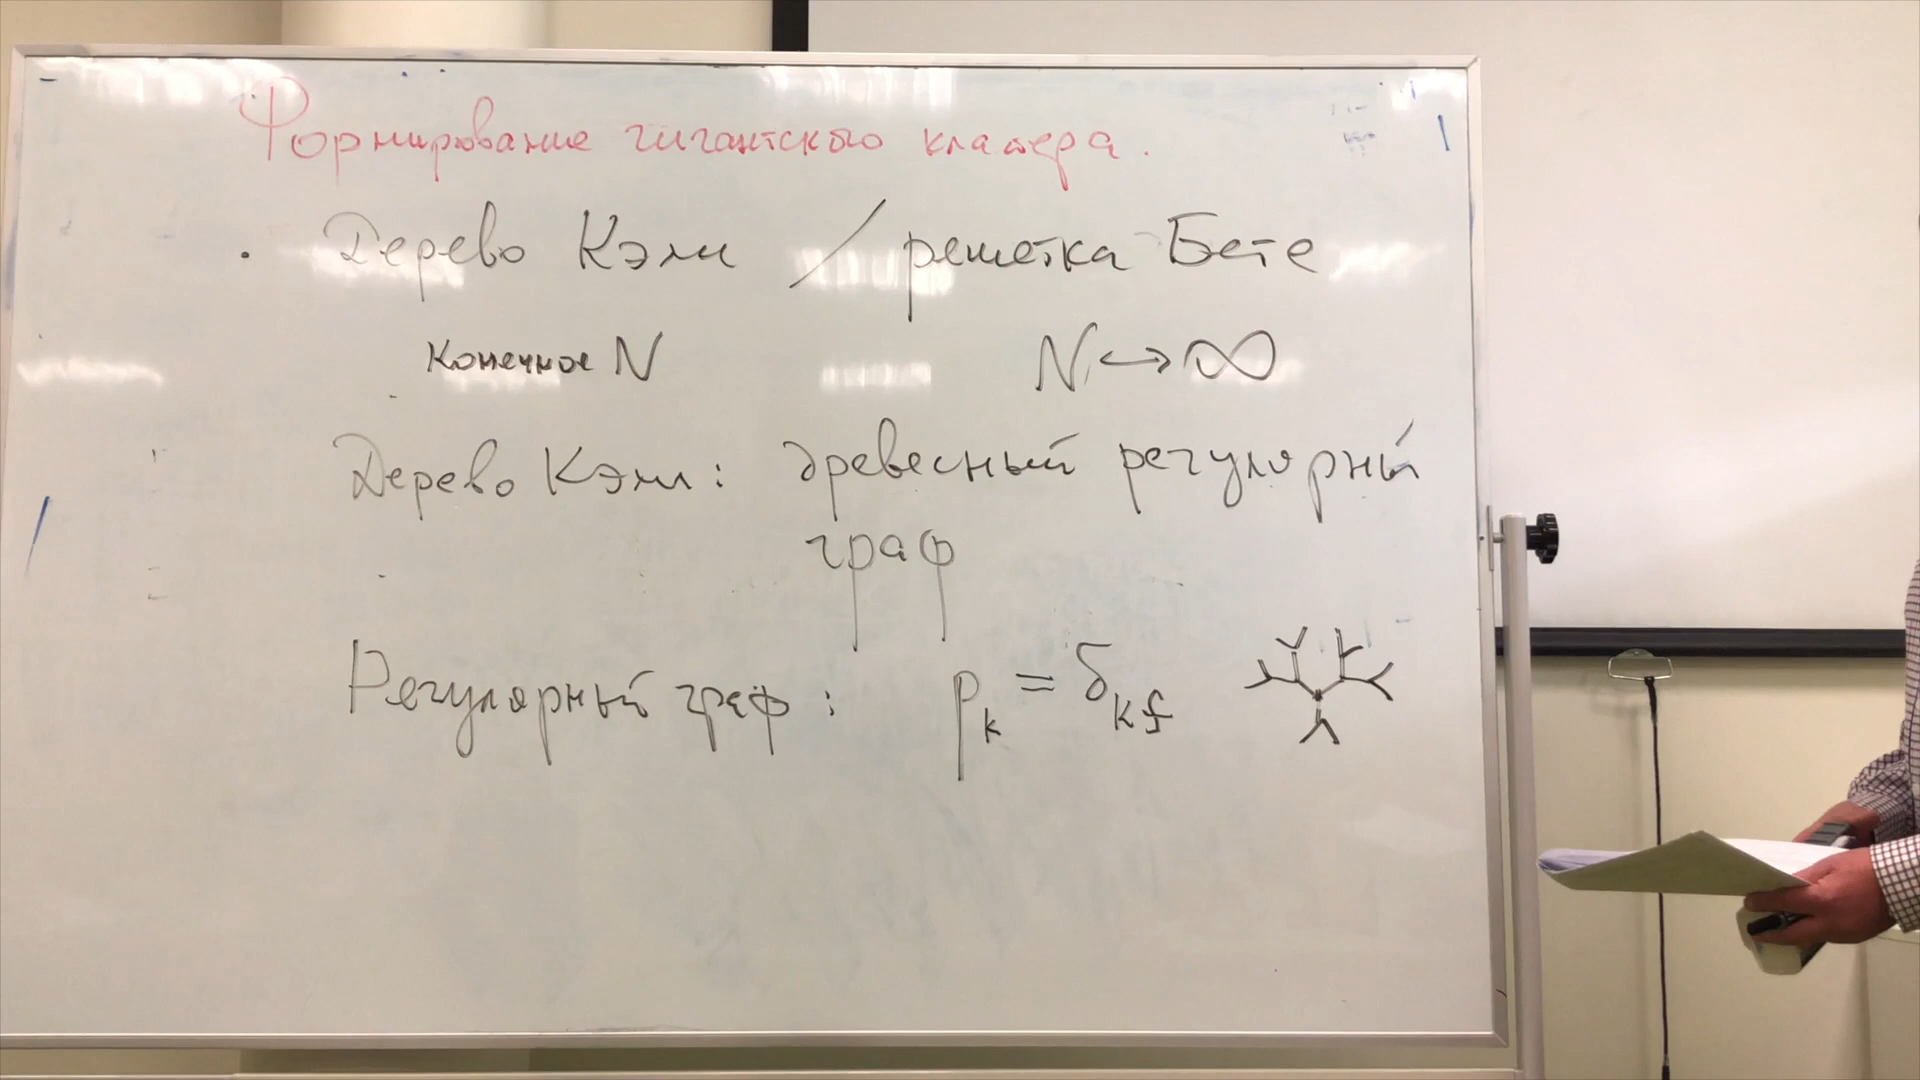 Формирование гигантского кластера.
· Дерево Кэли / решетка Бете
Конечное N N ↔ ∞
Дерево Кэли: древесный регулярный
граф
Регулярный граф: p_k = δ_kf